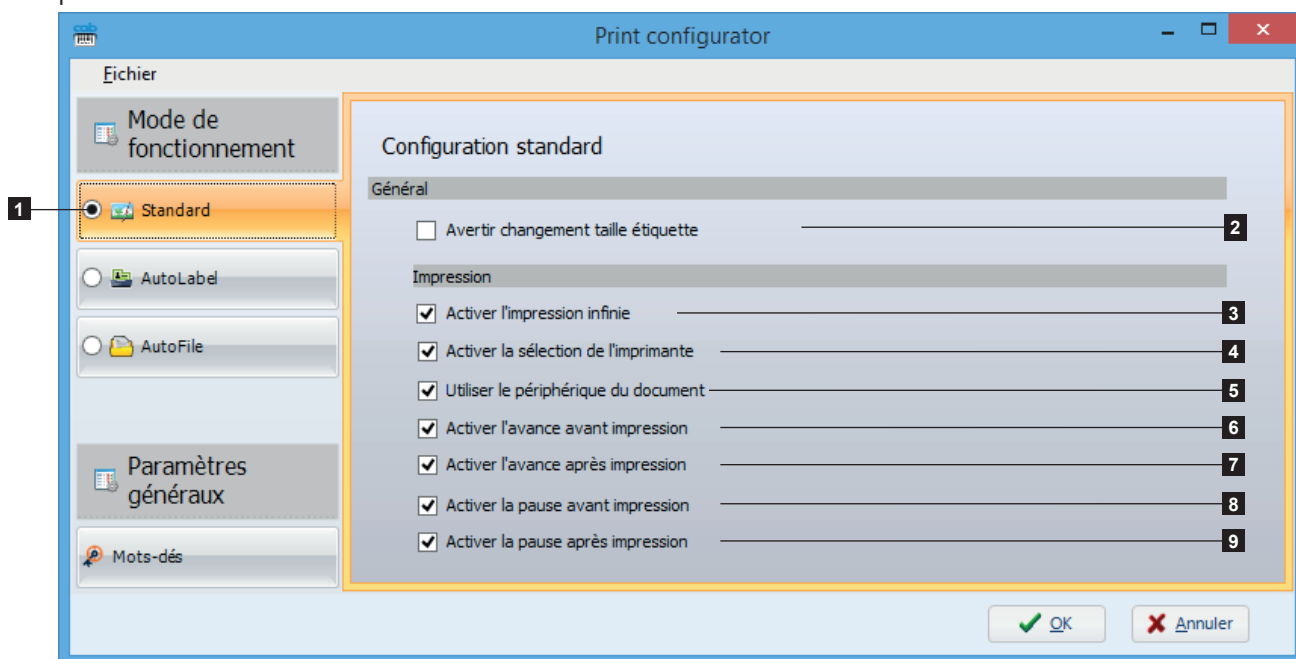 cab
Print configurator
Fichier
Mode de
fonctionnement
1
Standard
AutoLabel
AutoFile
Paramètres
généraux
Mots-clés
Configuration standard
Général
Avertir changement taille étiquette
2
Impression
Activer l'impression infinie
3
Activer la sélection de l'imprimante
4
Utiliser le périphérique du document
5
Activer l'avance avant impression
6
Activer l'avance après impression
7
Activer la pause avant impression
8
Activer la pause après impression
9
OK
Annuler